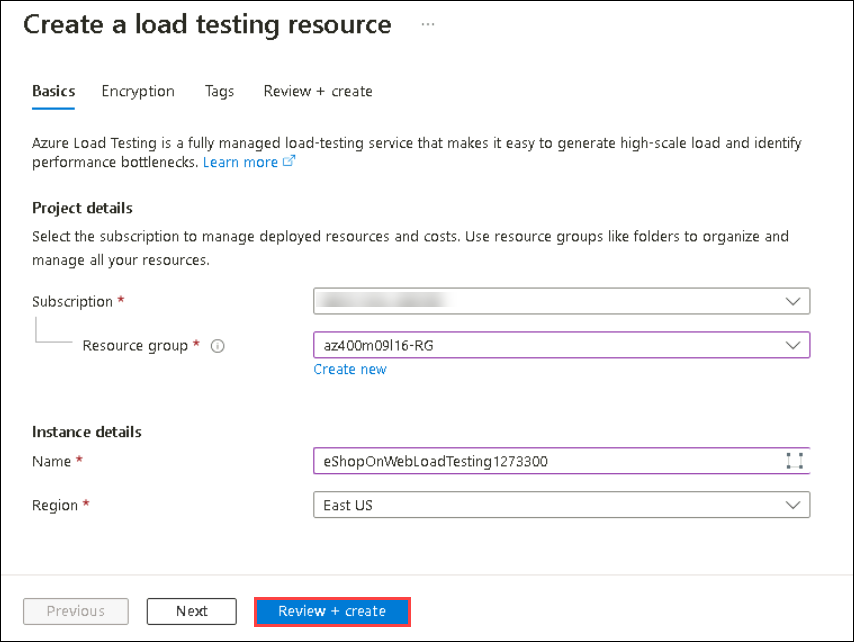 Create a load testing resource ...
Basics Encryption Tags Review + create
Azure Load Testing is a fully managed load-testing service that makes it easy to generate high-scale load and identify
performance bottlenecks. Learn more
Project details
Select the subscription to manage deployed resources and costs. Use resource groups like folders to organize and
manage all your resources.
Subscription *
Resource group * az400m09l16-RG
Create new
Instance details
Name * eShopOnWebLoadTesting1273300
Region * East US
Previous Next Review + create